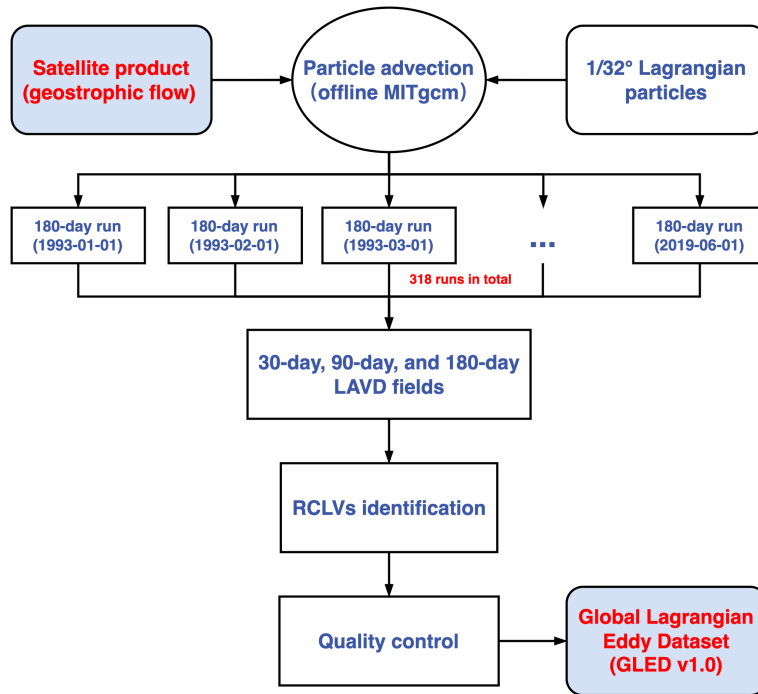 Satellite product
(geostrophic flow)
Particle advection
(offline MITgcm)
1/32° Lagrangian
particles
180-day run
(1993-01-01)
180-day run
(1993-02-01)
180-day run
(1993-03-01)
...
180-day run
(2019-06-01)
318 runs in total
30-day, 90-day, and 180-day
LAVD fields
RCLVs identification
Quality control
Global Lagrangian
Eddy Dataset
(GLED v1.0)